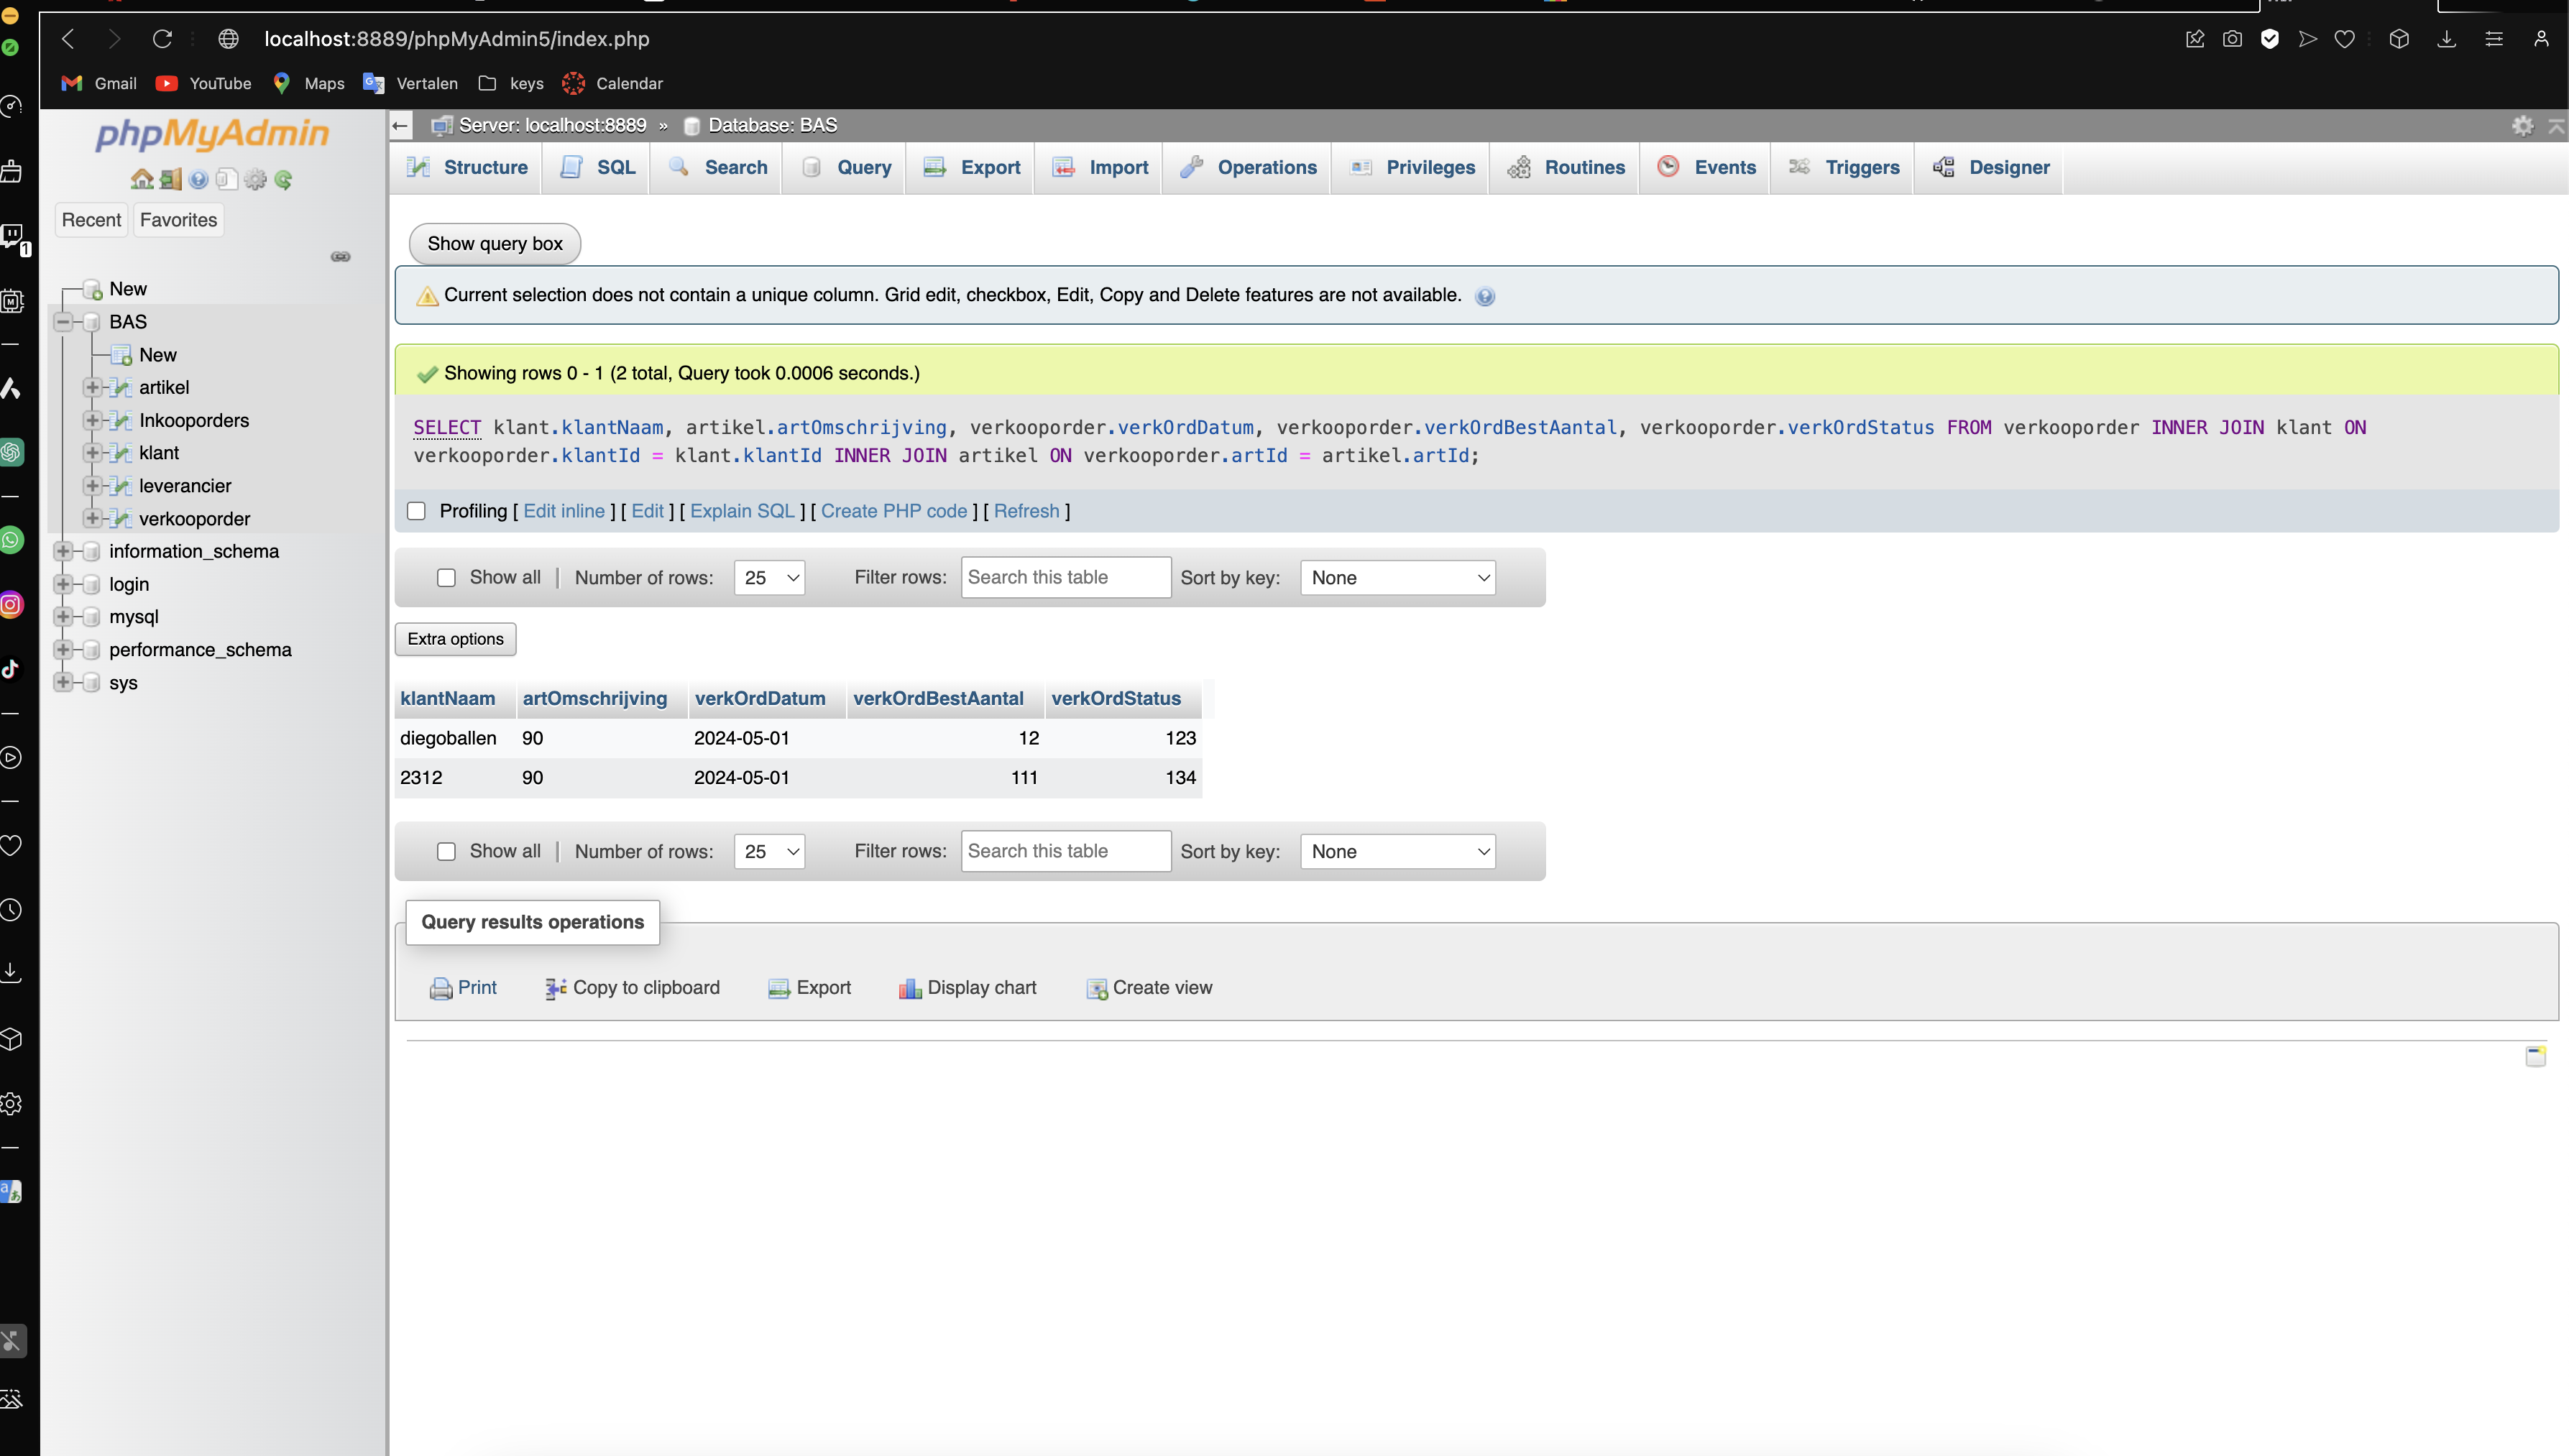 localhost:8889/phpMyAdmin5/index.php
Gmail YouTube Maps Vertalen keys Calendar
phpMyAdmin
Recent Favorites
New
BAS
New
artikel
Inkooporders
klant
leverancier
verkooporder
information_schema
login
mysql
performance_schema
sys
1
Server: localhost:8889 » Database: BAS
Structure SQL Search Query Export Import Operations Privileges Routines Events Triggers Designer
Show query box
Current selection does not contain a unique column. Grid edit, checkbox, Edit, Copy and Delete features are not available.
Showing rows 0 - 1 (2 total, Query took 0.0006 seconds.)
SELECT klant.klantNaam, artikel.artOmschrijving, verkooporder.verkOrdDatum, verkooporder.verkOrdBestAantal, verkooporder.verkOrdStatus FROM verkooporder INNER JOIN klant ON
verkooporder.klantId = klant.klantId INNER JOIN artikel ON verkooporder.artId = artikel.artId;
Profiling [ Edit inline ] [ Edit ] [ Explain SQL ] [ Create PHP code ] [ Refresh ]
Show all | Number of rows: 25 Filter rows: Search this table Sort by key: None
Extra options
klantNaam artOmschrijving verkOrdDatum verkOrdBestAantal verkOrdStatus
diegoballen 90 2024-05-01 12 123
2312 90 2024-05-01 111 134
Show all | Number of rows: 25 Filter rows: Search this table Sort by key: None
Query results operations
Print Copy to clipboard Export Display chart Create view